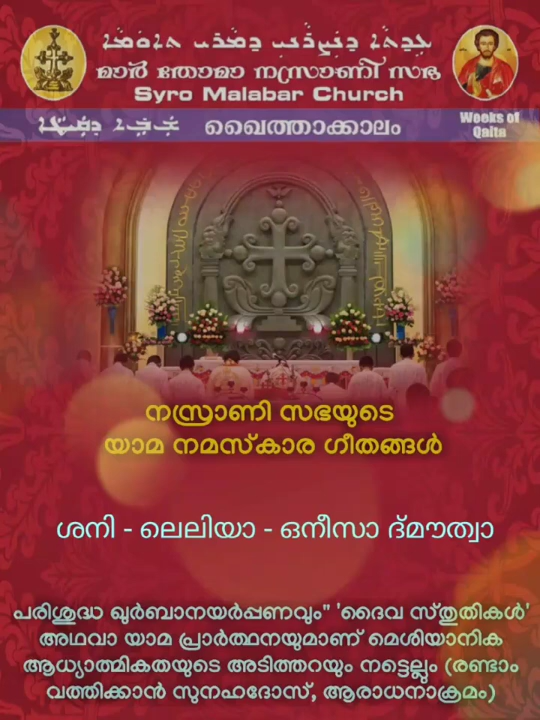 മാർ തോമാ നസ്രാണി സഭ
Syro Malabar Church
ഖൈത്താക്കാലം
Weeks of
Qaita
നസ്രാണി സഭയുടെ
യാമ നമസ്കാര ഗീതങ്ങൾ
ശനി - ലെലിയാ - ഒനീസാ ദ്മൗത്വാ
പരിശുദ്ധ ഖുർബാനയർപ്പണവും" 'ദൈവ സ്തുതികൾ'
അഥവാ യാമ പ്രാർത്ഥനയുമാണ് മെശിയാനിക
ആധ്യാത്മികതയുടെ അടിത്തറയും നട്ടെല്ലും (രണ്ടാം
വത്തിക്കാൻ സുനഹദോസ്, ആരാധനാക്രമം)